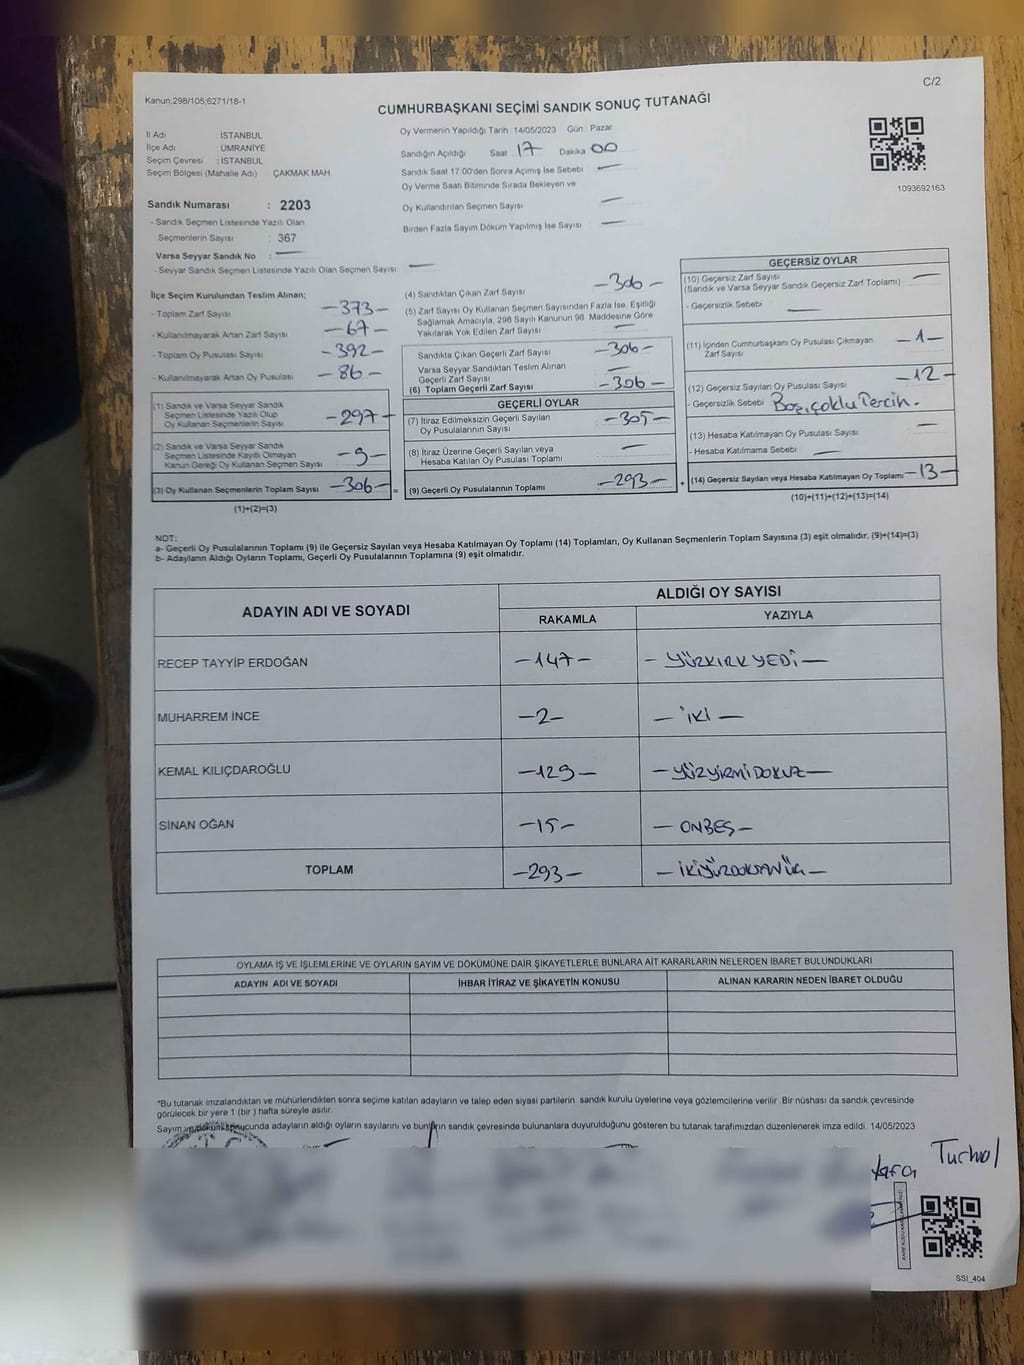 Kanun:298/105;6271/18-1
C/2
CUMHURBAŞKANI SEÇİMİ SANDIK SONUÇ TUTANAĞI
İl Adı : İSTANBUL
İlçe Adı : ÜMRANİYE
Seçim Çevresi : İSTANBUL
Seçim Bölgesi (Mahalle Adı) ÇAKMAK MAH.
Oy Vermenin Yapıldığı Tarih 14/05/2023 Gün : Pazar
Sandığın Açıldığı Saat 17 Dakika 00
Sandık Saat 17:00'den Sonra Açımış İse Sebebi —
Oy Verme Saati Bitiminde Sırada Bekleyen ve
Oy Kullandırılan Seçmen Sayısı —
Birden Fazla Sayım Döküm Yapılmış İse Sayısı —
1093692163
Sandık Numarası : 2203
- Sandık Seçmen Listesinde Yazılı Olan
Seçmenlerin Sayısı : 367
Varsa Seyyar Sandık No : —
- Seyyar Sandık Seçmen Listesinde Yazılı Olan Seçmen Sayısı —
İlçe Seçim Kurulundan Teslim Alınan;
- Toplam Zarf Sayısı -373-
- Kullanılmayarak Artan Zarf Sayısı -67-
- Toplam Oy Pusulası Sayısı -392-
- Kullanılmayarak Artan Oy Pusulası -86-
(1) Sandık ve Varsa Seyyar Sandık
Seçmen Listesinde Yazılı Olup
Oy Kullanan Seçmenlerin Sayısı -297-
(2) Sandık ve Varsa Seyyar Sandık
Seçmen Listesinde Kayıtlı Olmayan
Kanun Gereği Oy Kullanan Seçmen Sayısı -9-
(3) Oy Kullanan Seçmenlerin Toplam Sayısı -306- =
(1)+(2)=(3)
(4) Sandıktan Çıkan Zarf Sayısı -306-
(5) Zarf Sayısı Oy Kullanan Seçmen Sayısından Fazla İse, Eşitliği
Sağlamak Amacıyla, 298 Sayılı Kanunun 98. Maddesine Göre
Yakılarak Yok Edilen Zarf Sayısı —
Sandıkta Çıkan Geçerli Zarf Sayısı -306-
Varsa Seyyar Sandıktan Teslim Alınan
Geçerli Zarf Sayısı —
(6) Toplam Geçerli Zarf Sayısı -306-
GEÇERLİ OYLAR
(7) İtiraz Edilmeksizin Geçerli Sayılan
Oy Pusulalarının Sayısı -305-
(8) İtiraz Üzerine Geçerli Sayılan veya
Hesaba Katılan Oy Pusulası Toplamı —
(9) Geçerli Oy Pusulalarının Toplamı -293- +
GEÇERSİZ OYLAR
(10) Geçersiz Zarf Sayısı
(Sandık ve Varsa Seyyar Sandık Geçersiz Zarf Toplamı) —
- Geçersizlik Sebebi —
(11) İçinden Cumhurbaşkanı Oy Pusulası Çıkmayan
Zarf Sayısı -1-
(12) Geçersiz Sayılan Oy Pusulası Sayısı -12-
- Geçersizlik Sebebi Boş, çoklu Tercih.
(13) Hesaba Katılmayan Oy Pusulası Sayısı —
- Hesaba Katılmama Sebebi —
(14) Geçersiz Sayılan veya Hesaba Katılmayan Oy Toplamı -13-
(10)+(11)+(12)+(13)=(14)
NOT:
a- Geçerli Oy Pusulalarının Toplamı (9) ile Geçersiz Sayılan veya Hesaba Katılmayan Oy Toplamı (14) Toplamları, Oy Kullanan Seçmenlerin Toplam Sayısına (3) eşit olmalıdır. (9)+(14)=(3)
b- Adayların Aldığı Oyların Toplamı, Geçerli Oy Pusulalarının Toplamına (9) eşit olmalıdır.
ADAYIN ADI VE SOYADI ALDIĞI OY SAYISI
RAKAMLA YAZIYLA
RECEP TAYYİP ERDOĞAN -147- -YÜZKIRKYEDİ-
MUHARREM İNCE -2- -İKİ-
KEMAL KILIÇDAROĞLU -129- -YÜZYİRMİDOKUZ-
SİNAN OĞAN -15- -ONBEŞ-
TOPLAM -293- -İKİYÜZDOKSANÜÇ-
OYLAMA İŞ VE İŞLEMLERİNE VE OYLARIN SAYIM VE DÖKÜMÜNE DAİR ŞİKAYETLERLE BUNLARA AİT KARARLARIN NELERDEN İBARET BULUNDUKLARI
ADAYIN ADI VE SOYADI İHBAR İTİRAZ VE ŞİKAYETİN KONUSU ALINAN KARARIN NEDEN İBARET OLDUĞU
*Bu tutanak imzalandıktan ve mühürlendikten sonra seçime katılan adayların ve talep eden siyasi partilerin sandık kurulu üyelerine veya gözlemcilerine verilir .Bir nüshası da sandık çevresinde
görülecek bir yere 1 (bir ) hafta süreyle asılır.
Sayım ve döküm sonucunda adayların aldığı oyların sayılarını ve bunların sandık çevresinde bulunanlara duyurulduğunu gösteren bu tutanak tarafımızdan düzenlenerek imza edildi. 14/05/2023
Turhal
SSI_404